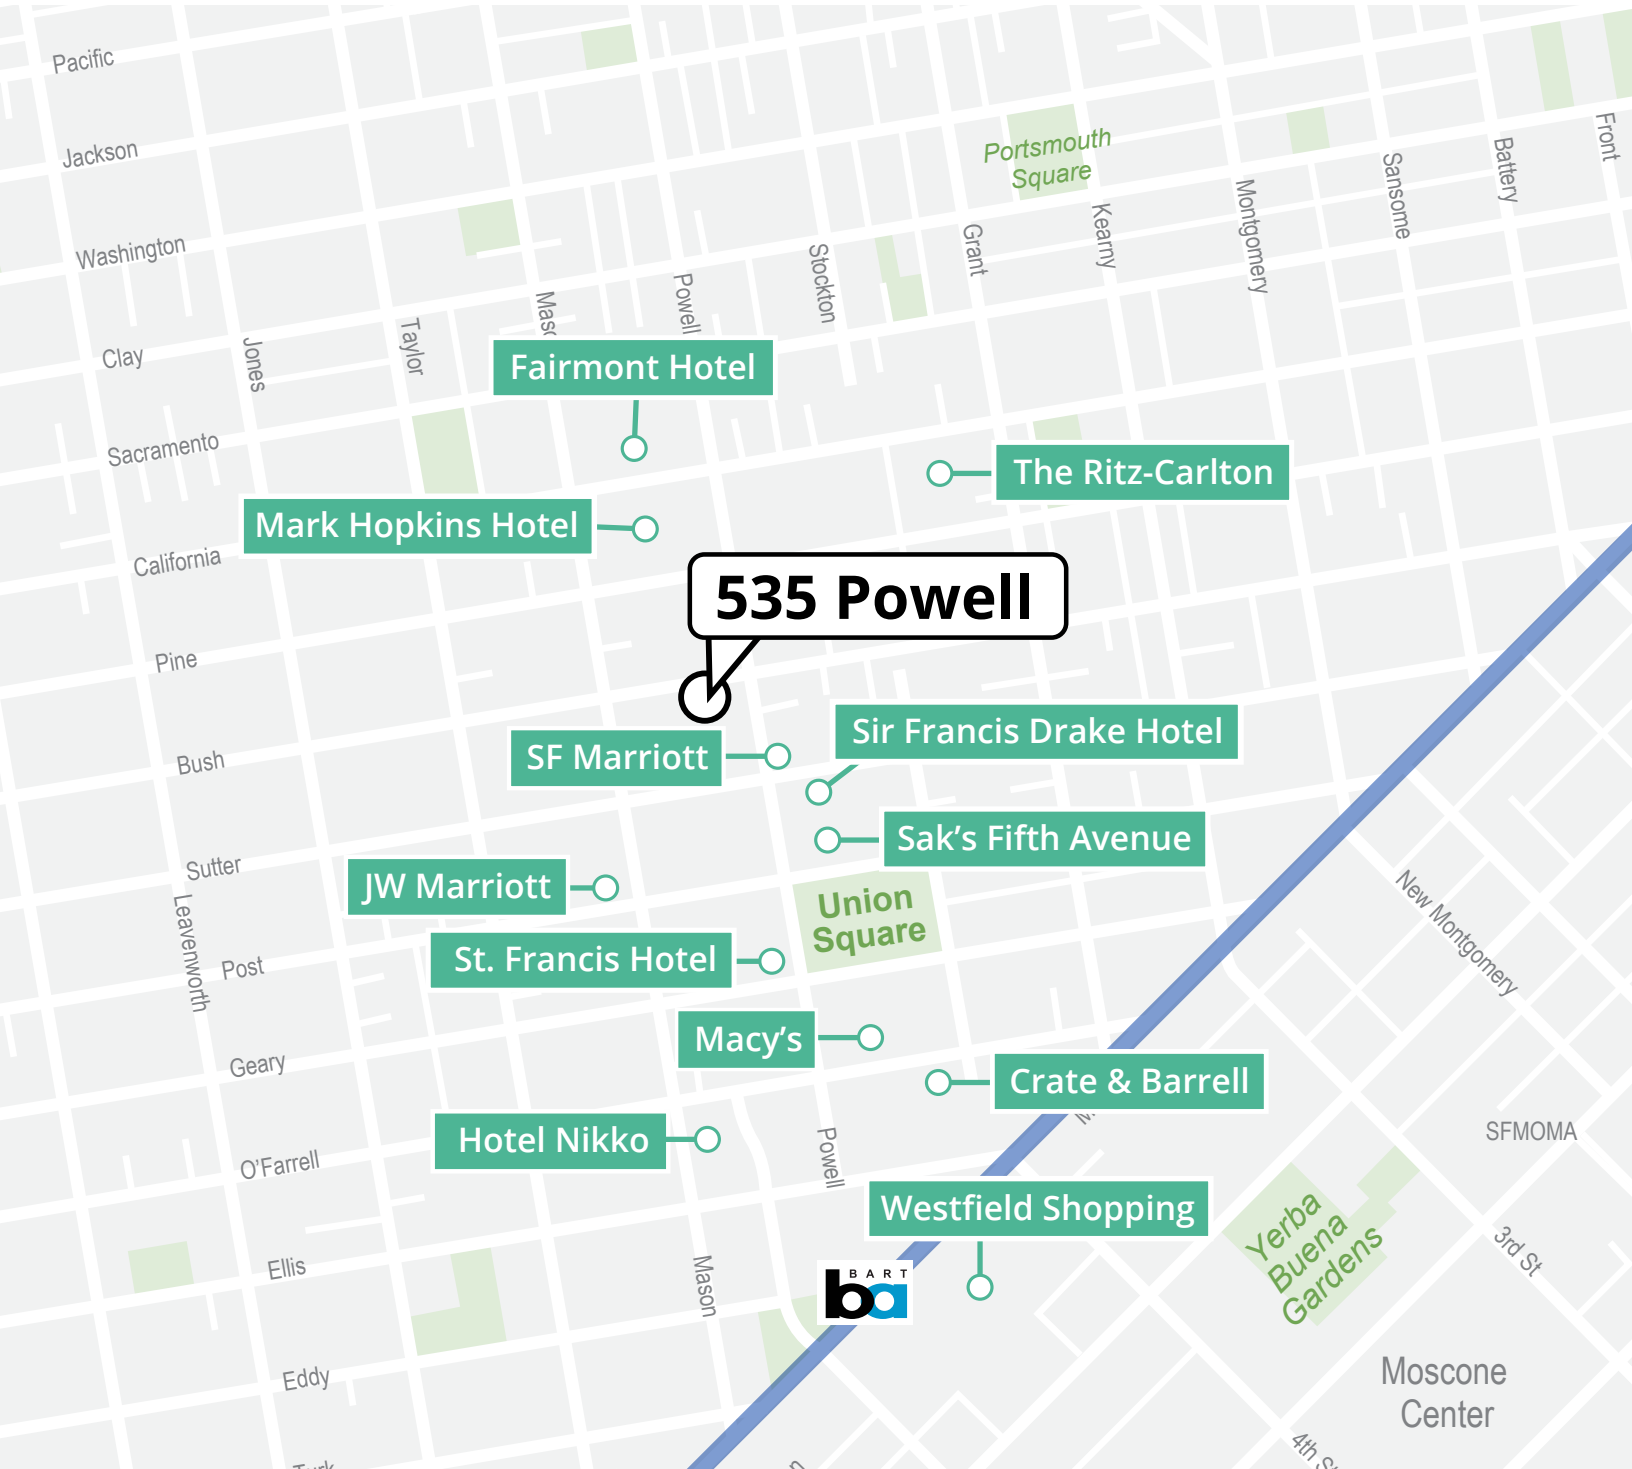 Pacific
Jackson
Washington
Clay
Sacramento
California
Pine
Bush
Sutter
Post
Geary
O'Farrell
Ellis
Eddy
Jones
Taylor
Powell
Stockton
Grant
Kearny
Montgomery
Sansome
Battery
Front
Portsmouth
Square
Fairmont Hotel
The Ritz-Carlton
Mark Hopkins Hotel
535 Powell
Sir Francis Drake Hotel
SF Marriott
Sak’s Fifth Avenue
JW Marriott
Union
Square
St. Francis Hotel
Leavenworth
New Montgomery
Macy’s
Crate & Barrell
Hotel Nikko
Powell
SFMOMA
Westfield Shopping
Yerba
Buena
Gardens
3rd St
Mason
BART
ba
Moscone
Center
4th